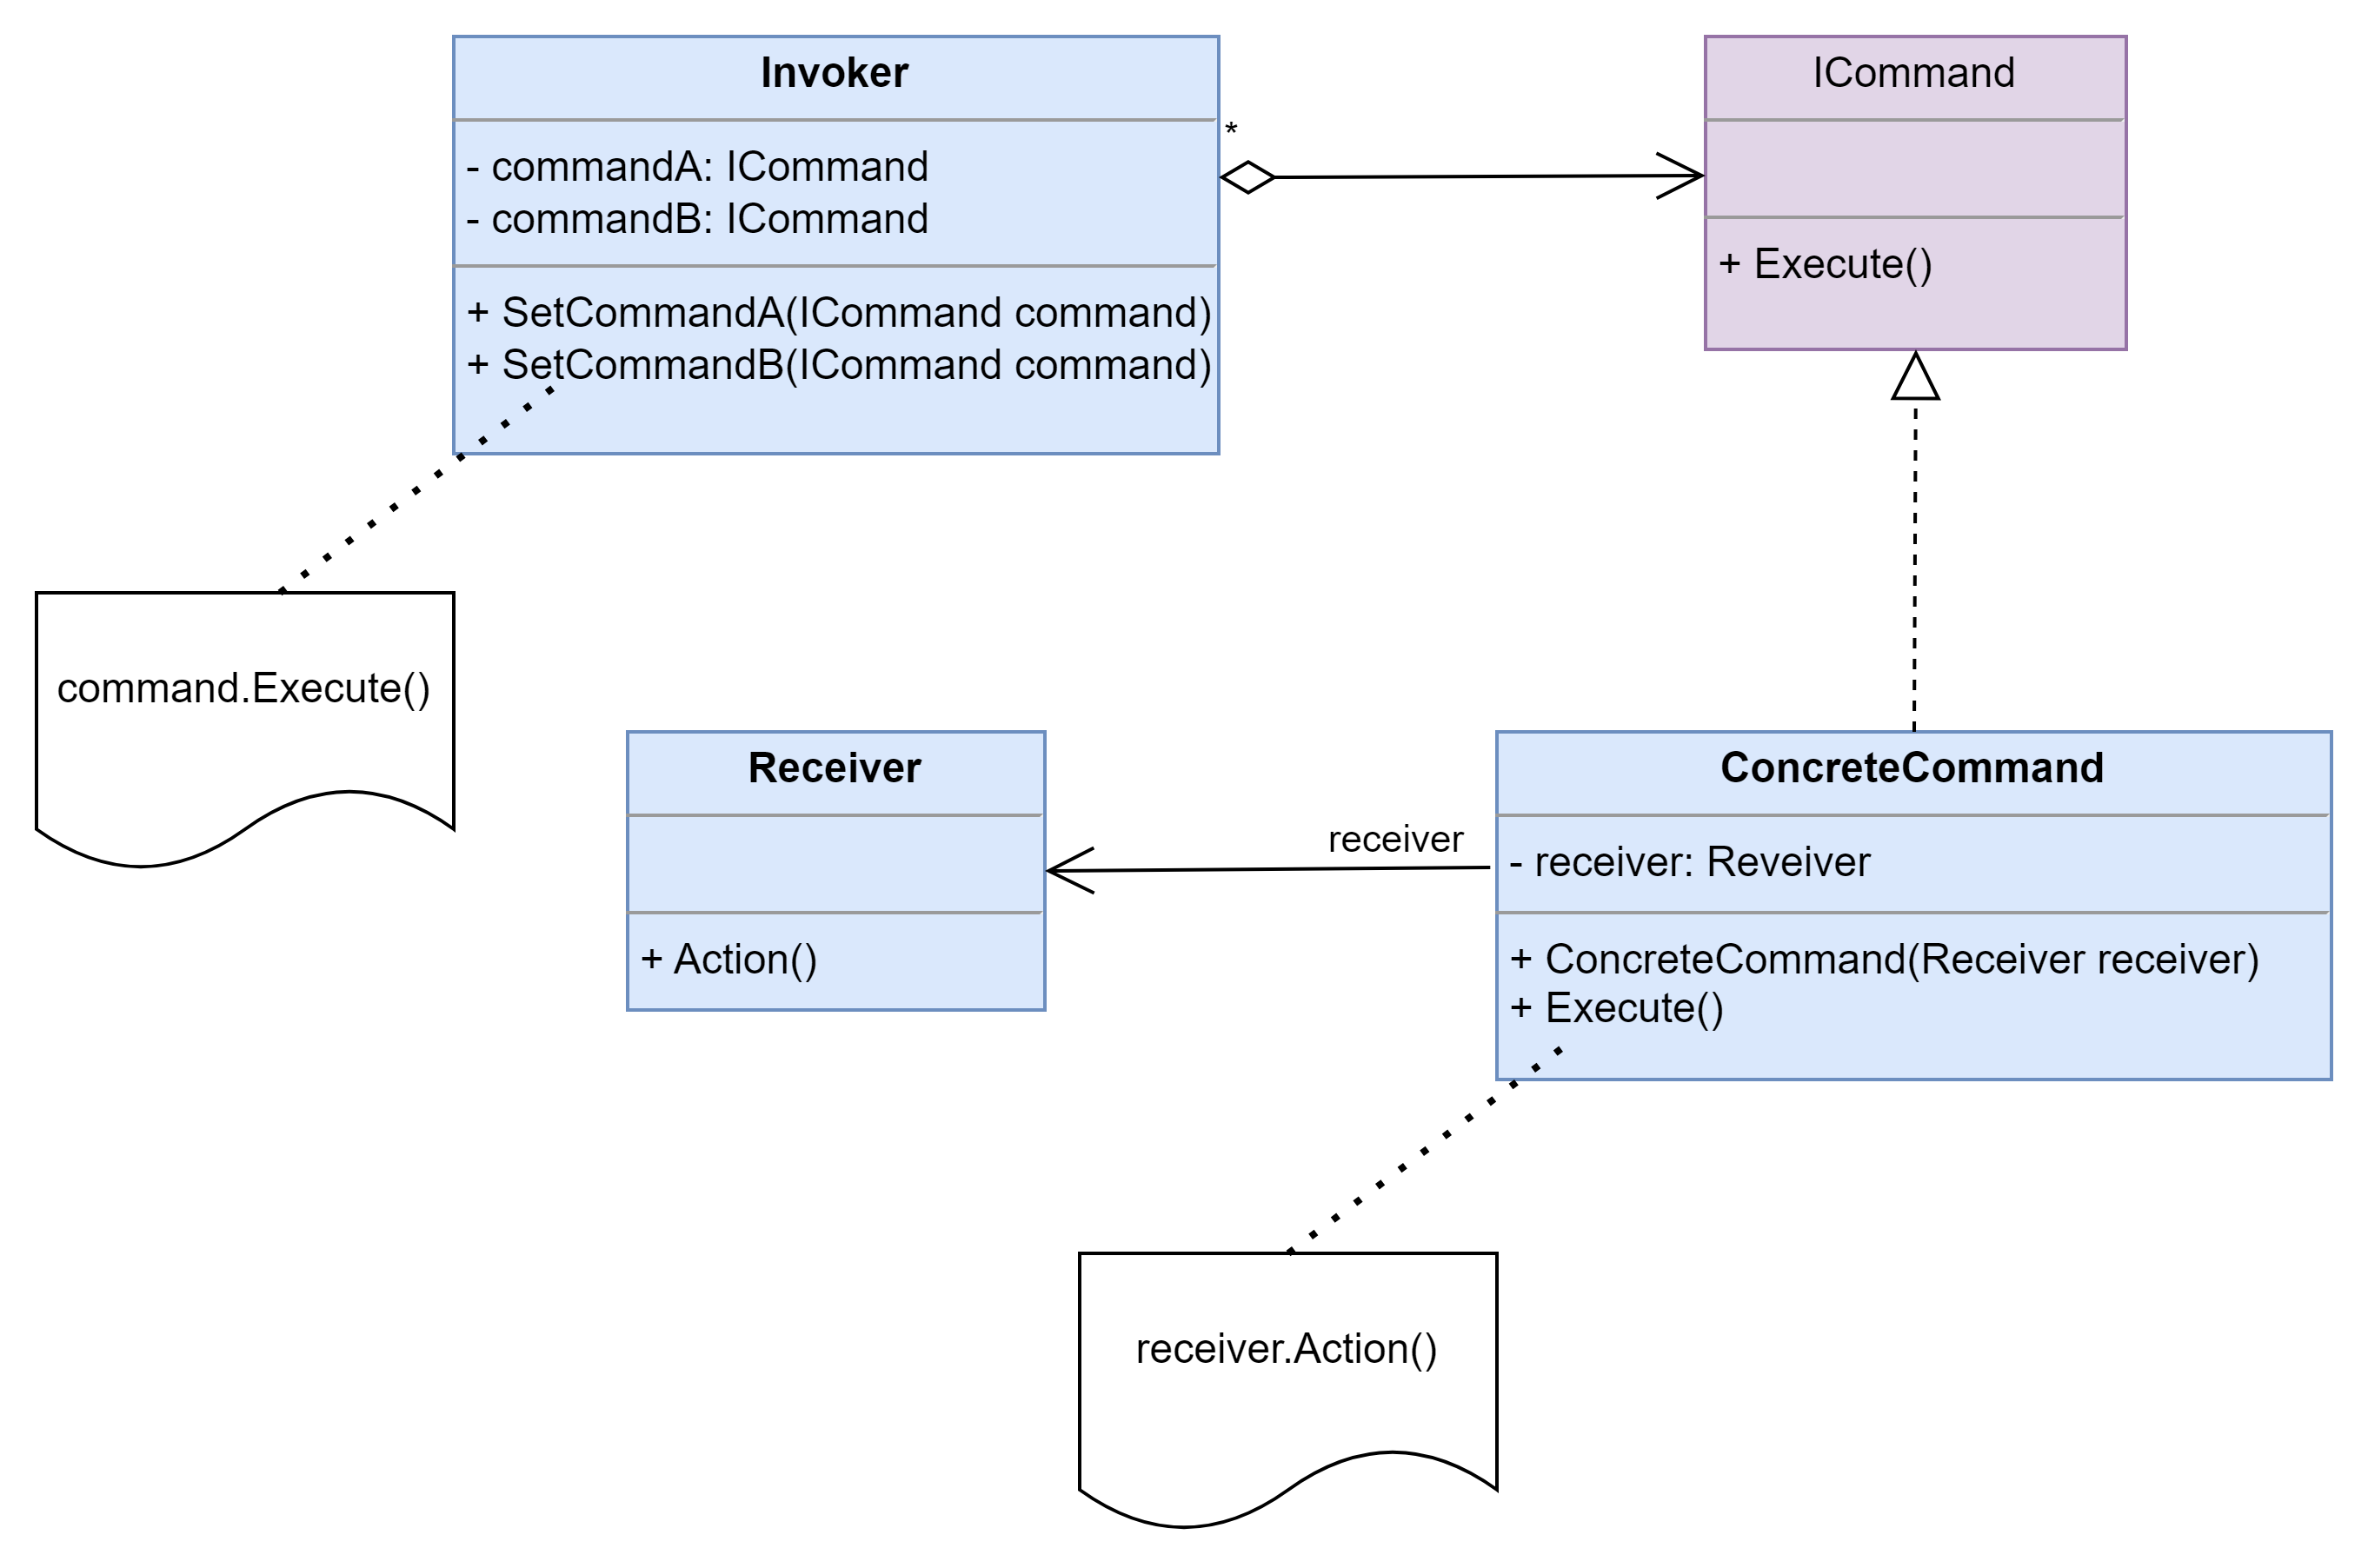 Invoker
- commandA: ICommand
- commandB: ICommand
+ SetCommandA(ICommand command)
+ SetCommandB(ICommand command)
*
ICommand
+ Execute()
command.Execute()
Receiver
+ Action()
receiver
ConcreteCommand
- receiver: Reveiver
+ ConcreteCommand(Receiver receiver)
+ Execute()
receiver.Action()